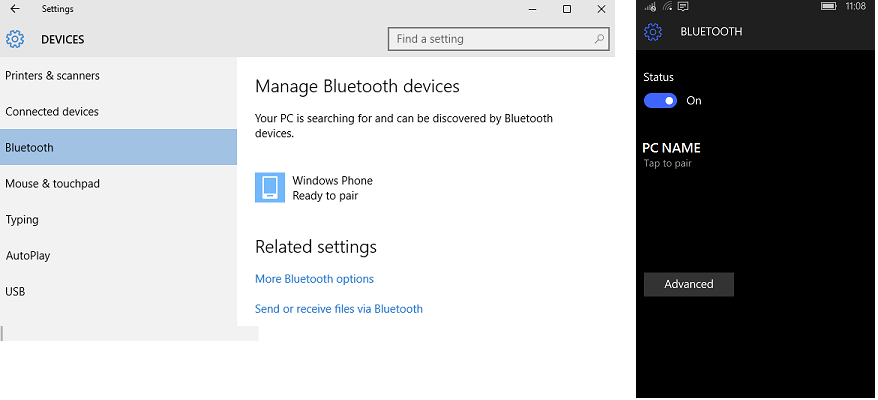 Settings
DEVICES
Find a setting
Printers & scanners
Connected devices
Bluetooth
Mouse & touchpad
Typing
AutoPlay
USB
Manage Bluetooth devices
Your PC is searching for and can be discovered by Bluetooth
devices.
Windows Phone
Ready to pair
Related settings
More Bluetooth options
Send or receive files via Bluetooth
11:08
BLUETOOTH
Status
On
PC NAME
Tap to pair
Advanced